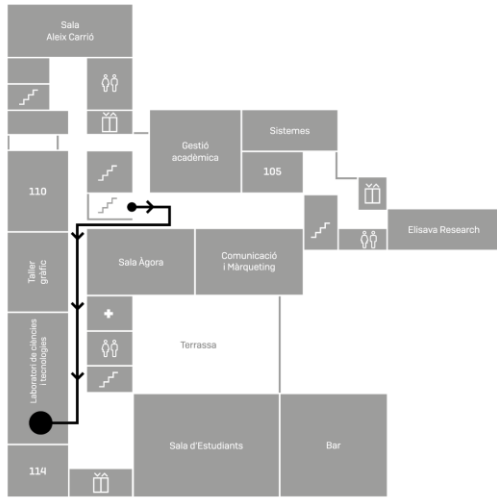 Sala
Aleix Carrió
Gestió
acadèmica
Sistemes
105
110
Elisava Research
Sala Àgora
Comunicació
i Màrqueting
Taller
gràfic
Terrassa
Laboratori de ciències
i tecnologies
Sala d'Estudiants
Bar
114